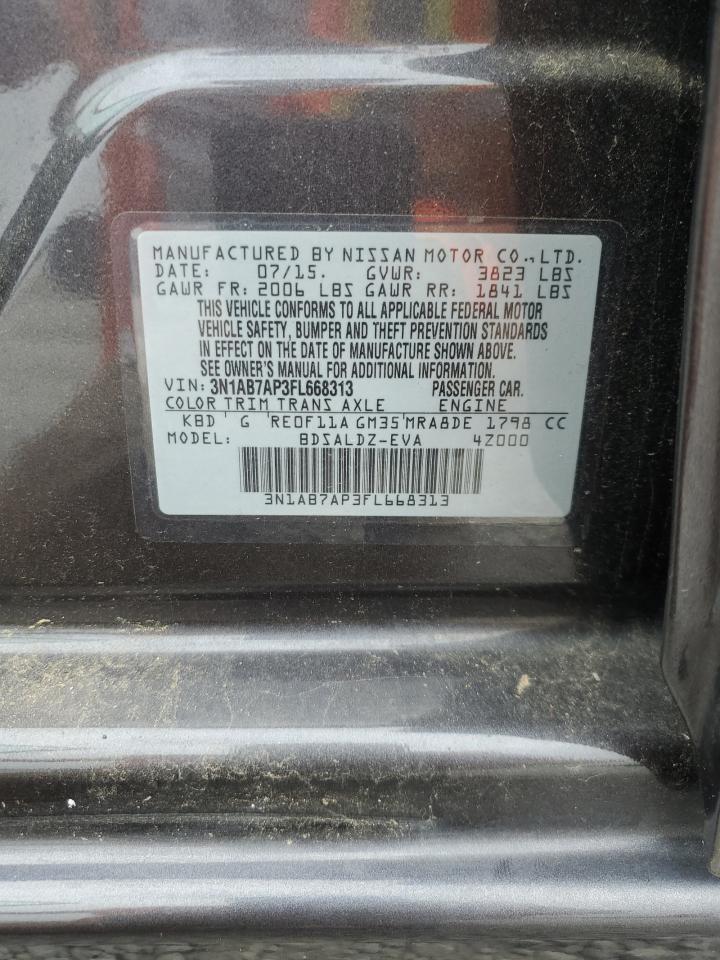 MANUFACTURED BY NISSAN MOTOR CO., LTD.
DATE: 07/15. GVWR: 3823 LBS
GAWR FR: 2006 LBS GAWR RR: 1841 LBS
THIS VEHICLE CONFORMS TO ALL APPLICABLE FEDERAL MOTOR
VEHICLE SAFETY, BUMPER AND THEFT PREVENTION STANDARDS
IN EFFECT ON THE DATE OF MANUFACTURE SHOWN ABOVE.
SEE OWNER'S MANUAL FOR ADDITIONAL INFORMATION.
VIN: 3N1AB7AP3FL668313 PASSENGER CAR.
COLOR TRIM TRANS AXLE ENGINE
KBD G RE0F11A GM35 MRA8DE 1798 CC
MODEL: BDSALDZ-EVA 4Z000
3N1AB7AP3FL668313